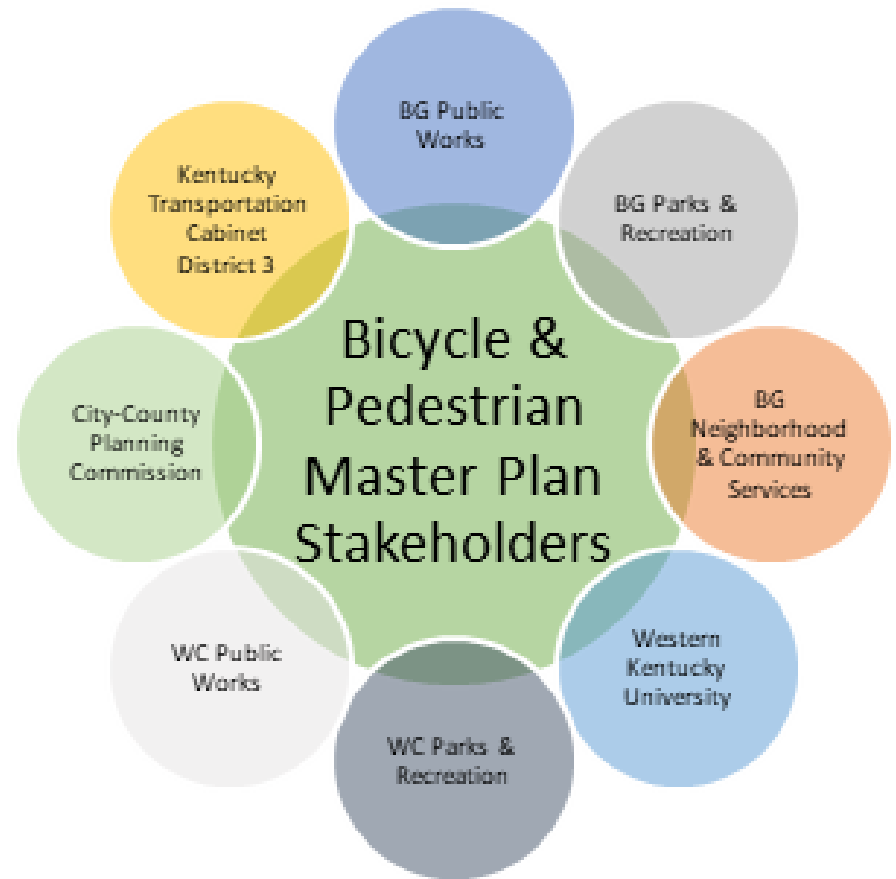 BG Public
Works
Kentucky
Transportation
Cabinet
District 3
BG Parks &
Recreation
Bicycle &
Pedestrian
Master Plan
Stakeholders
City-County
Planning
Commission
BG
Neighborhood
& Community
Services
WC Public
Works
Western
Kentucky
University
WC Parks &
Recreation